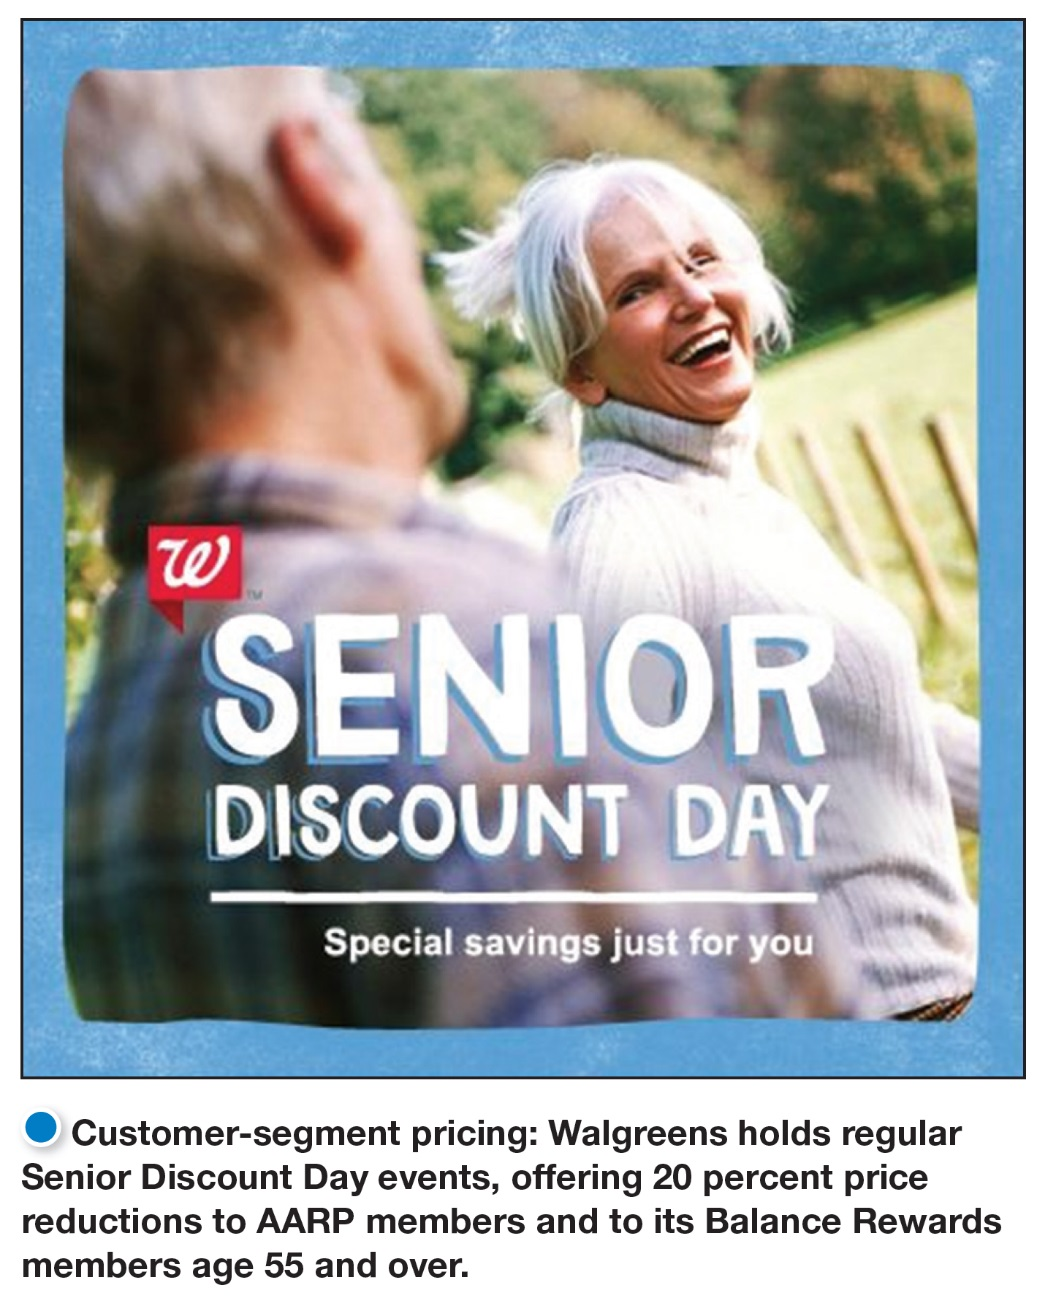 W
TM
SENIOR
DISCOUNT DAY
Special savings just for you
Customer-segment pricing: Walgreens holds regular
Senior Discount Day events, offering 20 percent price
reductions to AARP members and to its Balance Rewards
members age 55 and over.